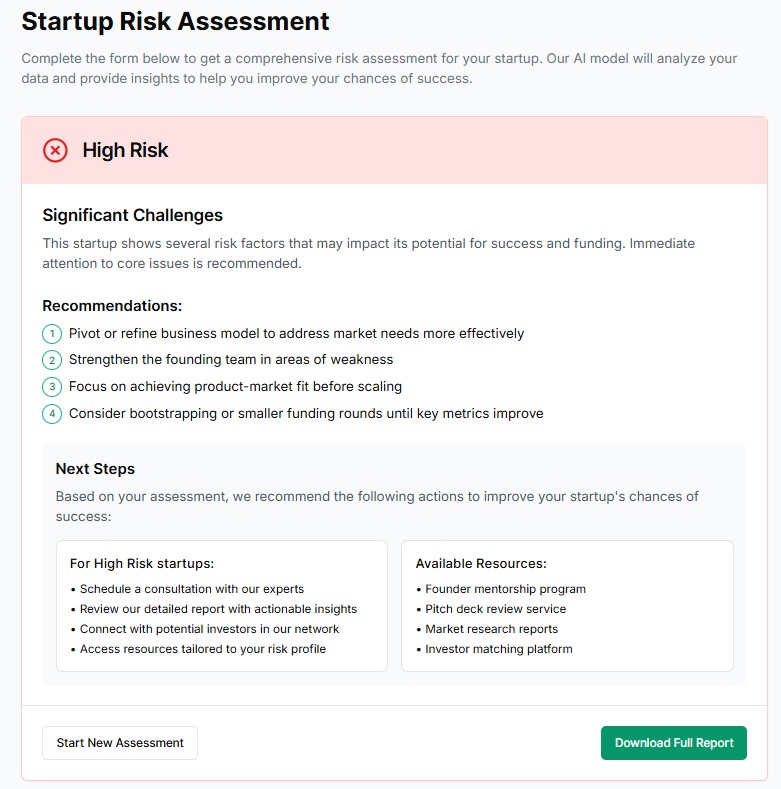 Startup Risk Assessment
Complete the form below to get a comprehensive risk assessment for your startup. Our AI model will analyze your
data and provide insights to help you improve your chances of success.
High Risk
Significant Challenges
This startup shows several risk factors that may impact its potential for success and funding. Immediate
attention to core issues is recommended.
Recommendations:
1 Pivot or refine business model to address market needs more effectively
2 Strengthen the founding team in areas of weakness
3 Focus on achieving product-market fit before scaling
4 Consider bootstrapping or smaller funding rounds until key metrics improve
Next Steps
Based on your assessment, we recommend the following actions to improve your startup's chances of
success:
For High Risk startups:
• Schedule a consultation with our experts
• Review our detailed report with actionable insights
• Connect with potential investors in our network
• Access resources tailored to your risk profile
Available Resources:
• Founder mentorship program
• Pitch deck review service
• Market research reports
• Investor matching platform
Start New Assessment
Download Full Report